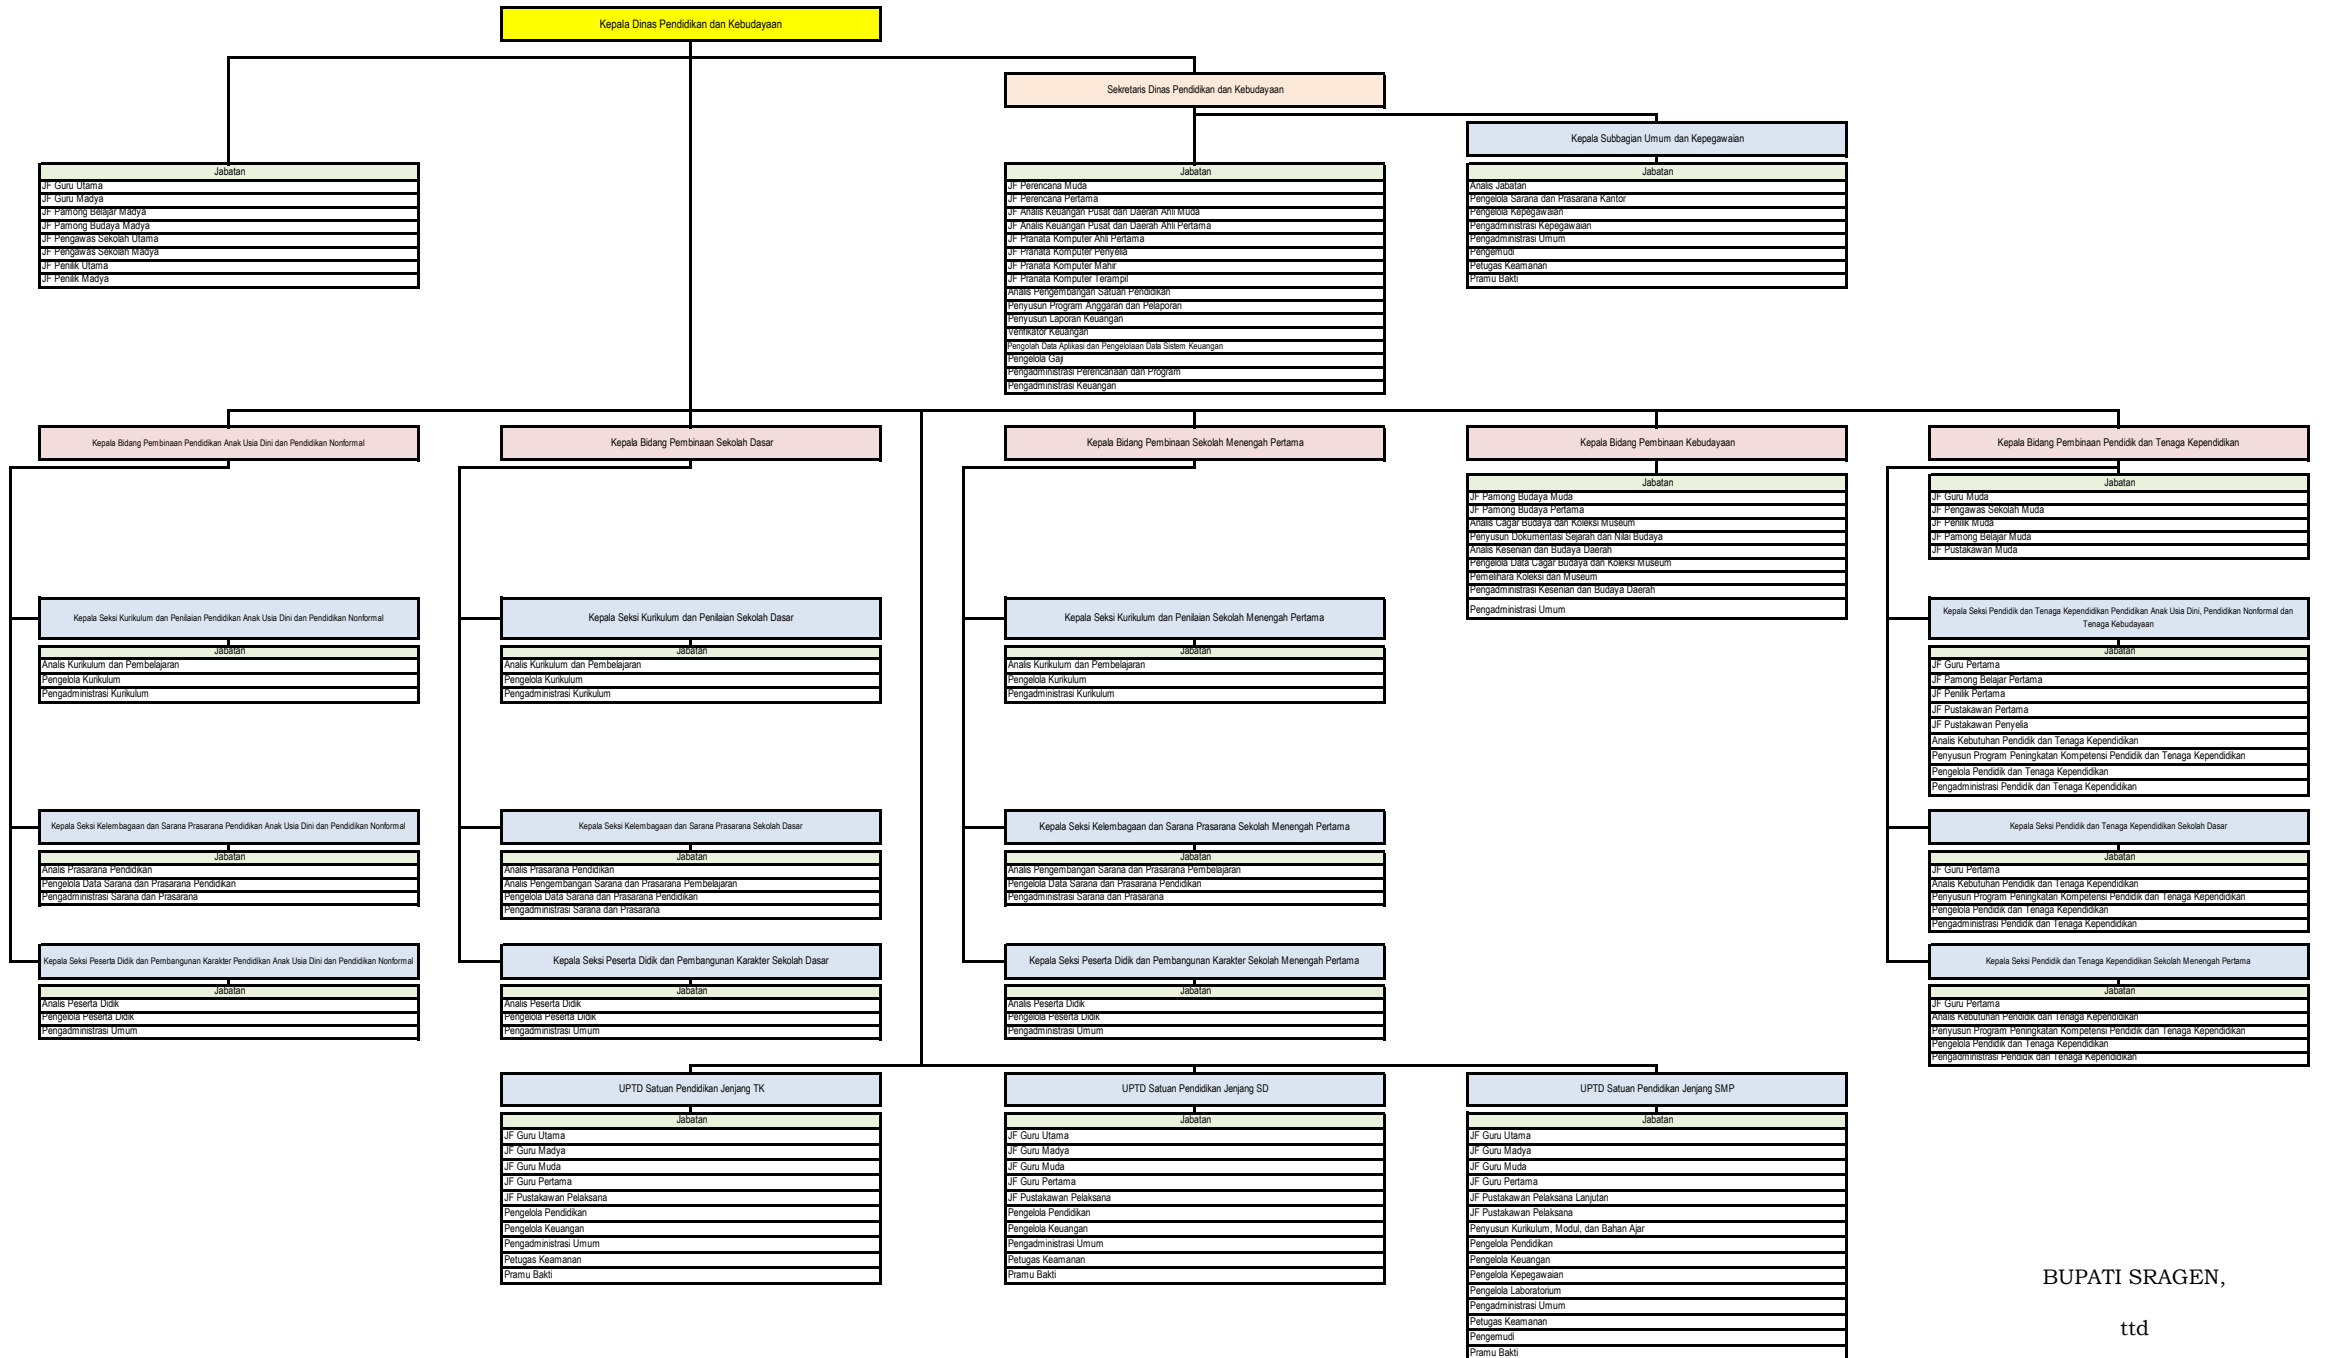 Kepala Dinas Pendidikan dan Kebudayaan
Sekretaris Dinas Pendidikan dan Kebudayaan
Kepala Subbagian Umum dan Kepegawaian
Jabatan
JF Guru Utama
JF Guru Madya
JF Pamong Belajar Madya
JF Pamong Budaya Madya
JF Pengawas Sekolah Utama
JF Pengawas Sekolah Madya
JF Penilik Utama
JF Penilik Madya
Jabatan
JF Perencana Muda
JF Perencana Pertama
JF Analis Keuangan Pusat dan Daerah Ahli Muda
JF Analis Keuangan Pusat dan Daerah Ahli Pertama
JF Pranata Komputer Ahli Pertama
JF Pranata Komputer Penyelia
JF Pranata Komputer Mahir
JF Pranata Komputer Terampil
Analis Pengembangan Satuan Pendidikan
Penyusun Program Anggaran dan Pelaporan
Penyusun Laporan Keuangan
Verifikator Keuangan
Pengolah Data Aplikasi dan Pengelolaan Data Sistem Keuangan
Pengelola Gaji
Pengadministrasi Perencanaan dan Program
Pengadministrasi Keuangan
Jabatan
Analis Jabatan
Pengelola Sarana dan Prasarana Kantor
Pengelola Kepegawaian
Pengadministrasi Kepegawaian
Pengadministrasi Umum
Pengemudi
Petugas Keamanan
Pramu Bakti
Kepala Bidang Pembinaan Pendidikan Anak Usia Dini dan Pendidikan Nonformal
Kepala Bidang Pembinaan Sekolah Dasar
Kepala Bidang Pembinaan Sekolah Menengah Pertama
Kepala Bidang Pembinaan Kebudayaan
Kepala Bidang Pembinaan Pendidik dan Tenaga Kependidikan
Jabatan
JF Pamong Budaya Muda
JF Pamong Budaya Pertama
Analis Cagar Budaya dan Koleksi Museum
Penyusun Dokumentasi Sejarah dan Nilai Budaya
Analis Kesenian dan Budaya Daerah
Pengelola Data Cagar Budaya dan Koleksi Museum
Pemelihara Koleksi dan Museum
Pengadministrasi Kesenian dan Budaya Daerah
Pengadministrasi Umum
Jabatan
JF Guru Muda
JF Pengawas Sekolah Muda
JF Penilik Muda
JF Pamong Belajar Muda
JF Pustakawan Muda
Kepala Seksi Kurikulum dan Penilaian Pendidikan Anak Usia Dini dan Pendidikan Nonformal
Jabatan
Analis Kurikulum dan Pembelajaran
Pengelola Kurikulum
Pengadministrasi Kurikulum
Kepala Seksi Kurikulum dan Penilaian Sekolah Dasar
Jabatan
Analis Kurikulum dan Pembelajaran
Pengelola Kurikulum
Pengadministrasi Kurikulum
Kepala Seksi Kurikulum dan Penilaian Sekolah Menengah Pertama
Jabatan
Analis Kurikulum dan Pembelajaran
Pengelola Kurikulum
Pengadministrasi Kurikulum
Kepala Seksi Pendidik dan Tenaga Kependidikan Pendidikan Anak Usia Dini, Pendidikan Nonformal dan
Tenaga Kebudayaan
Jabatan
JF Guru Pertama
JF Pamong Belajar Pertama
JF Penilik Pertama
JF Pustakawan Pertama
JF Pustakawan Penyelia
Analis Kebutuhan Pendidik dan Tenaga Kependidikan
Penyusun Program Peningkatan Kompetensi Pendidik dan Tenaga Kependidikan
Pengelola Pendidik dan Tenaga Kependidikan
Pengadministrasi Pendidik dan Tenaga Kependidikan
Kepala Seksi Kelembagaan dan Sarana Prasarana Pendidikan Anak Usia Dini dan Pendidikan Nonformal
Jabatan
Analis Prasarana Pendidikan
Pengelola Data Sarana dan Prasarana Pendidikan
Pengadministrasi Sarana dan Prasarana
Kepala Seksi Kelembagaan dan Sarana Prasarana Sekolah Dasar
Jabatan
Analis Prasarana Pendidikan
Analis Pengembangan Sarana dan Prasarana Pembelajaran
Pengelola Data Sarana dan Prasarana Pendidikan
Pengadministrasi Sarana dan Prasarana
Kepala Seksi Kelembagaan dan Sarana Prasarana Sekolah Menengah Pertama
Jabatan
Analis Pengembangan Sarana dan Prasarana Pembelajaran
Pengelola Data Sarana dan Prasarana Pendidikan
Pengadministrasi Sarana dan Prasarana
Kepala Seksi Pendidik dan Tenaga Kependidikan Sekolah Dasar
Jabatan
JF Guru Pertama
Analis Kebutuhan Pendidik dan Tenaga Kependidikan
Penyusun Program Peningkatan Kompetensi Pendidik dan Tenaga Kependidikan
Pengelola Pendidik dan Tenaga Kependidikan
Pengadministrasi Pendidik dan Tenaga Kependidikan
Kepala Seksi Peserta Didik dan Pembangunan Karakter Pendidikan Anak Usia Dini dan Pendidikan Nonformal
Jabatan
Analis Peserta Didik
Pengelola Peserta Didik
Pengadministrasi Umum
Kepala Seksi Peserta Didik dan Pembangunan Karakter Sekolah Dasar
Jabatan
Analis Peserta Didik
Pengelola Peserta Didik
Pengadministrasi Umum
Kepala Seksi Peserta Didik dan Pembangunan Karakter Sekolah Menengah Pertama
Jabatan
Analis Peserta Didik
Pengelola Peserta Didik
Pengadministrasi Umum
Kepala Seksi Pendidik dan Tenaga Kependidikan Sekolah Menengah Pertama
Jabatan
JF Guru Pertama
Analis Kebutuhan Pendidik dan Tenaga Kependidikan
Penyusun Program Peningkatan Kompetensi Pendidik dan Tenaga Kependidikan
Pengelola Pendidik dan Tenaga Kependidikan
Pengadministrasi Pendidik dan Tenaga Kependidikan
UPTD Satuan Pendidikan Jenjang TK
Jabatan
JF Guru Utama
JF Guru Madya
JF Guru Muda
JF Guru Pertama
JF Pustakawan Pelaksana
Pengelola Pendidikan
Pengelola Keuangan
Pengadministrasi Umum
Petugas Keamanan
Pramu Bakti
UPTD Satuan Pendidikan Jenjang SD
Jabatan
JF Guru Utama
JF Guru Madya
JF Guru Muda
JF Guru Pertama
JF Pustakawan Pelaksana
Pengelola Pendidikan
Pengelola Keuangan
Pengadministrasi Umum
Petugas Keamanan
Pramu Bakti
UPTD Satuan Pendidikan Jenjang SMP
Jabatan
JF Guru Utama
JF Guru Madya
JF Guru Muda
JF Guru Pertama
JF Pustakawan Pelaksana Lanjutan
JF Pustakawan Pelaksana
Penyusun Kurikulum, Modul, dan Bahan Ajar
Pengelola Pendidikan
Pengelola Keuangan
Pengelola Kepegawaian
Pengelola Laboratorium
Pengadministrasi Umum
Petugas Keamanan
Pengemudi
Pramu Bakti
BUPATI SRAGEN,
ttd